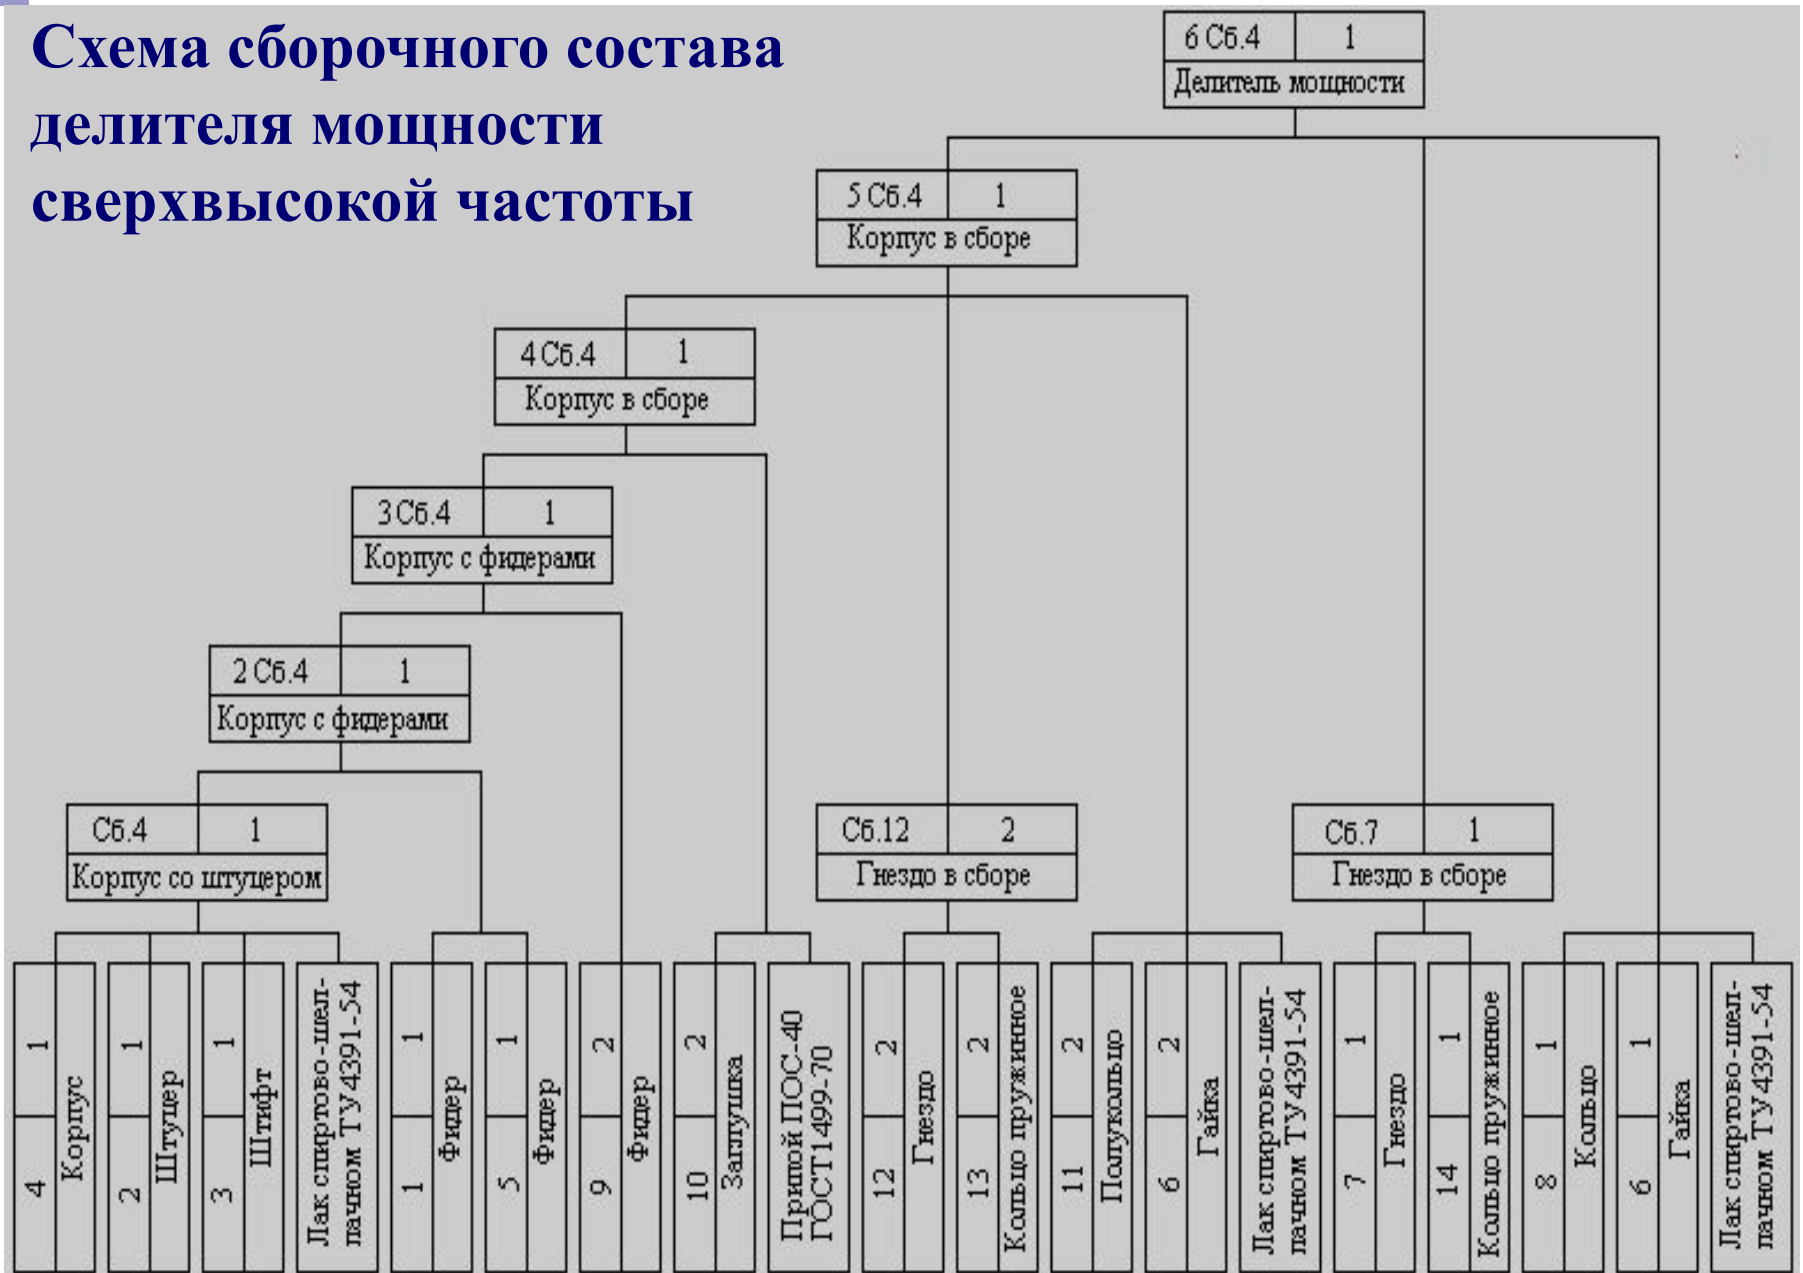 Схема сборочного состава
делителя мощности
сверхвысокой частоты
6 Сб.4 1
Делитель мощности
5 Сб.4 1
Корпус в сборе
4 Сб.4 1
Корпус в сборе
3 Сб.4 1
Корпус с фидерами
2 Сб.4 1
Корпус с фидерами
Сб.4 1
Корпус со штуцером
Сб.12 2
Гнездо в сборе
Сб.7 1
Гнездо в сборе
4 1
Корпус
2 1
Штуцер
3 1
Штифт
Лак спиртово-шел-
лачном ТУ4391-54
1 1
Фидер
5 1
Фидер
9 2
Фидер
10 2
Заглушка
Припой ПОС-40
ГОСТ1499-70
12 2
Гнездо
13 2
Кольцо пружинное
11 2
Полукольцо
6 2
Гайка
Лак спиртово-шел-
лачном ТУ4391-54
7 1
Гнездо
14 1
Кольцо пружинное
8 1
Кольцо
6 1
Гайка
Лак спиртово-шел-
лачном ТУ4391-54